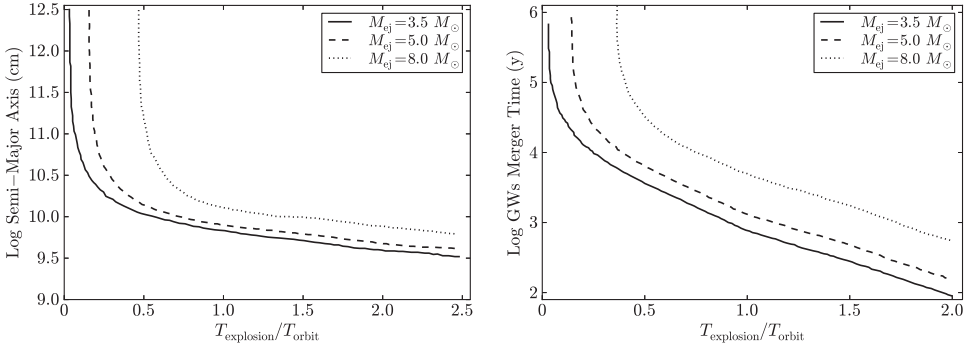 12.5
12.0
11.5
11.0
10.5
10.0
9.5
9.0
Log Semi−Major Axis (cm)
M_ej=3.5 M_⊙
M_ej=5.0 M_⊙
M_ej=8.0 M_⊙
0 0.5 1.0 1.5 2.0 2.5
T_explosion/T_orbit
6
5
4
3
2
Log GWs Merger Time (y)
M_ej=3.5 M_⊙
M_ej=5.0 M_⊙
M_ej=8.0 M_⊙
0 0.5 1.0 1.5 2.0
T_explosion/T_orbit